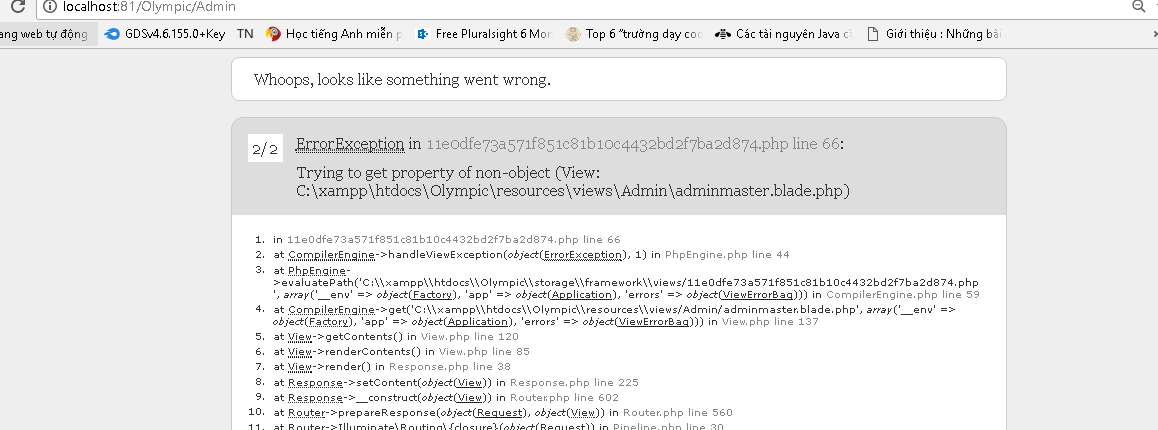 localhost:81/Olympic/Admin
ang web tự động GDSv4.6.155.0+Key TN Học tiếng Anh miễn p Free Pluralsight 6 Mon Top 6 "trường dạy cod Các tài nguyên Java c Giới thiệu : Những bài
Whoops, looks like something went wrong.
2/2 ErrorException in 11e0dfe73a571f851c81b10c4432bd2f7ba2d874.php line 66:
Trying to get property of non-object (View:
C:\xampp\htdocs\Olympic\resources\views\Admin\adminmaster.blade.php)
1. in 11e0dfe73a571f851c81b10c4432bd2f7ba2d874.php line 66
2. at CompilerEngine->handleViewException(object(ErrorException), 1) in PhpEngine.php line 44
3. at PhpEngine-
>evaluatePath('C:\\xampp\\htdocs\\Olympic\\storage\\framework\\views/11e0dfe73a571f851c81b10c4432bd2f7ba2d874.php
', array('__env' => object(Factory), 'app' => object(Application), 'errors' => object(ViewErrorBag))) in CompilerEngine.php line 59
4. at CompilerEngine->get('C:\\xampp\\htdocs\\Olympic\\resources\\views/Admin/adminmaster.blade.php', array('__env' =>
object(Factory), 'app' => object(Application), 'errors' => object(ViewErrorBag))) in View.php line 137
5. at View->getContents() in View.php line 120
6. at View->renderContents() in View.php line 85
7. at View->render() in Response.php line 38
8. at Response->setContent(object(View)) in Response.php line 225
9. at Response->__construct(object(View)) in Router.php line 602
10. at Router->prepareResponse(object(Request), object(View)) in Router.php line 560
11. at Router->Illuminate\Routing\{closure}(object(Request)) in Pipeline.php line 30